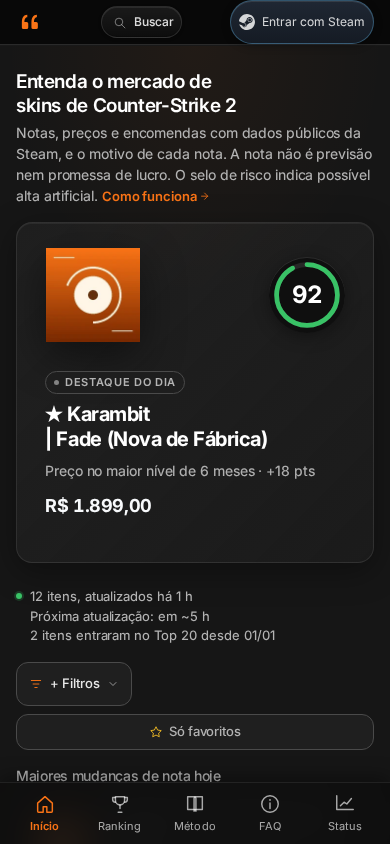 Buscar
Entrar com Steam
Entenda o mercado de
skins de Counter-Strike 2
Notas, preços e encomendas com dados públicos da
Steam, e o motivo de cada nota. A nota não é previsão
nem promessa de lucro. O selo de risco indica possível
alta artificial. Como funciona →
92
DESTAQUE DO DIA
★ Karambit
| Fade (Nova de Fábrica)
Preço no maior nível de 6 meses · +18 pts
R$ 1.899,00
12 itens, atualizados há 1 h
Próxima atualização: em ~5 h
2 itens entraram no Top 20 desde 01/01
+ Filtros
Só favoritos
Maiores mudanças de nota hoje
Início
Ranking
Método
FAQ
Status